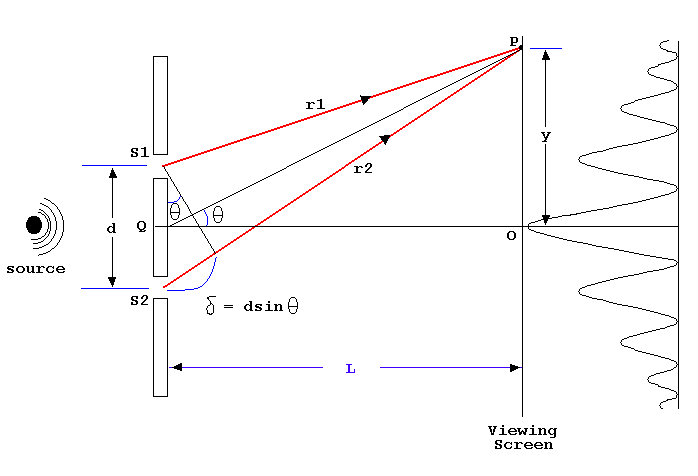 P
r1
S1
y
r2
θ
θ
d
Q
O
source
S2
δ = dsinθ
L
Viewing
Screen